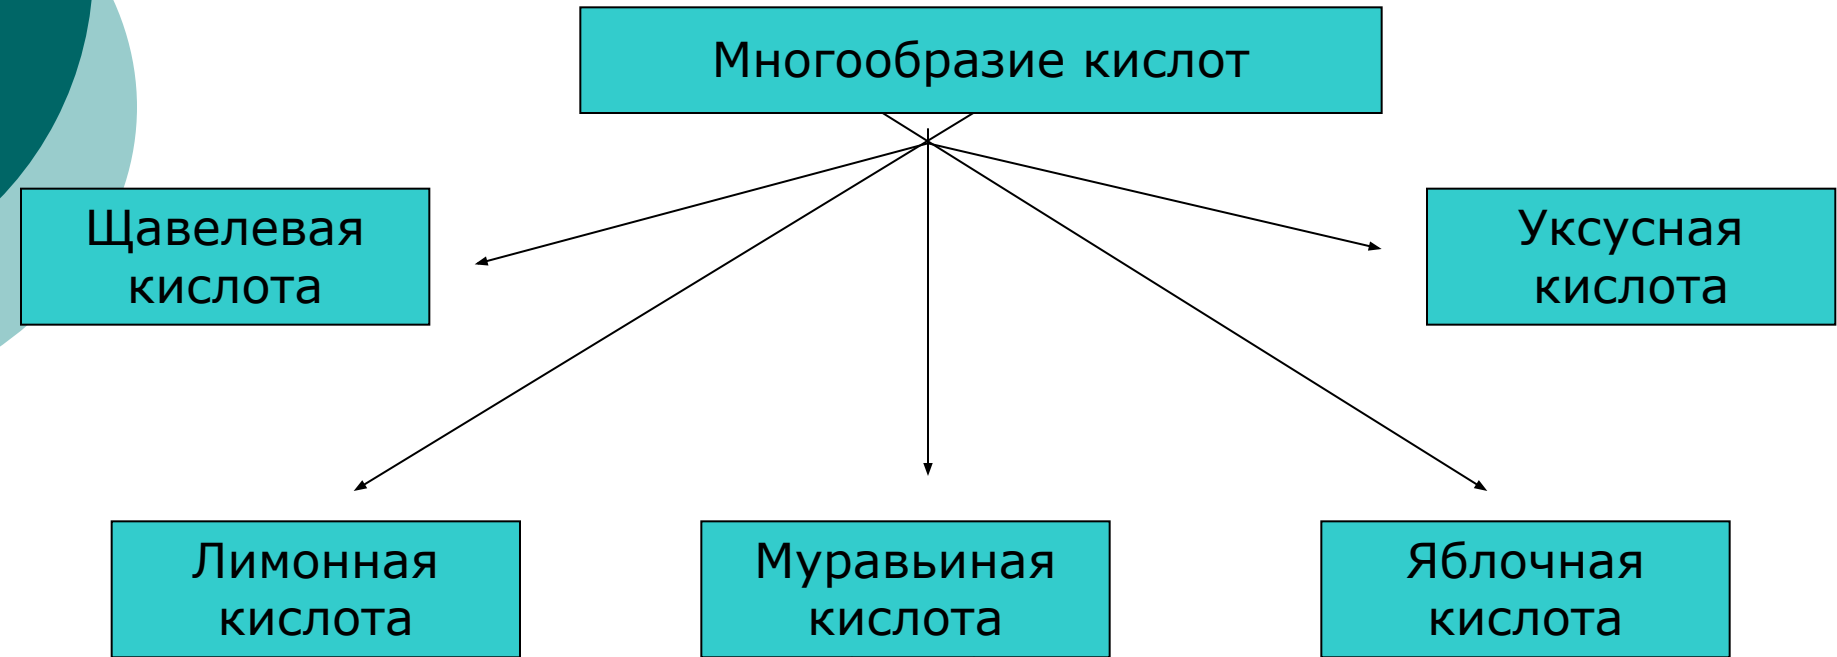 Многообразие кислот
Щавелевая
кислота
Уксусная
кислота
Лимонная
кислота
Муравьиная
кислота
Яблочная
кислота